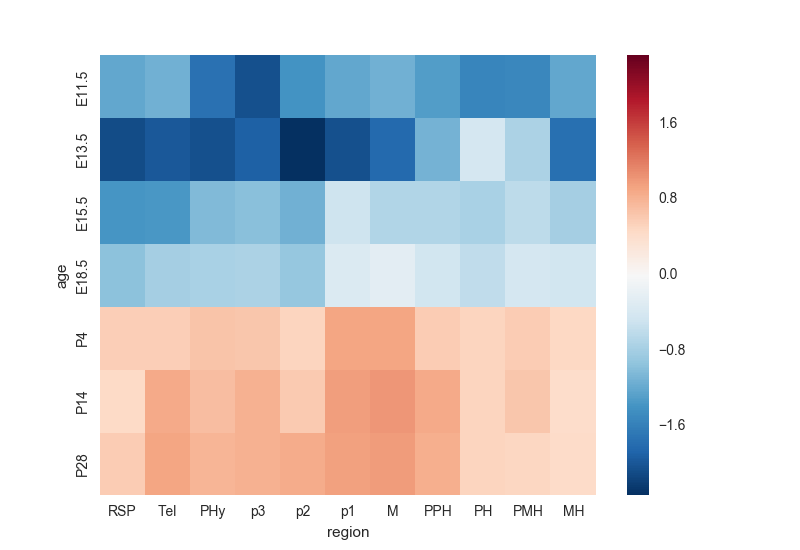 E11.5
E13.5
E15.5
E18.5
P4
P14
P28
age
RSP Tel PHy p3 p2 p1 M PPH PH PMH MH
region
1.6
0.8
0.0
−0.8
−1.6